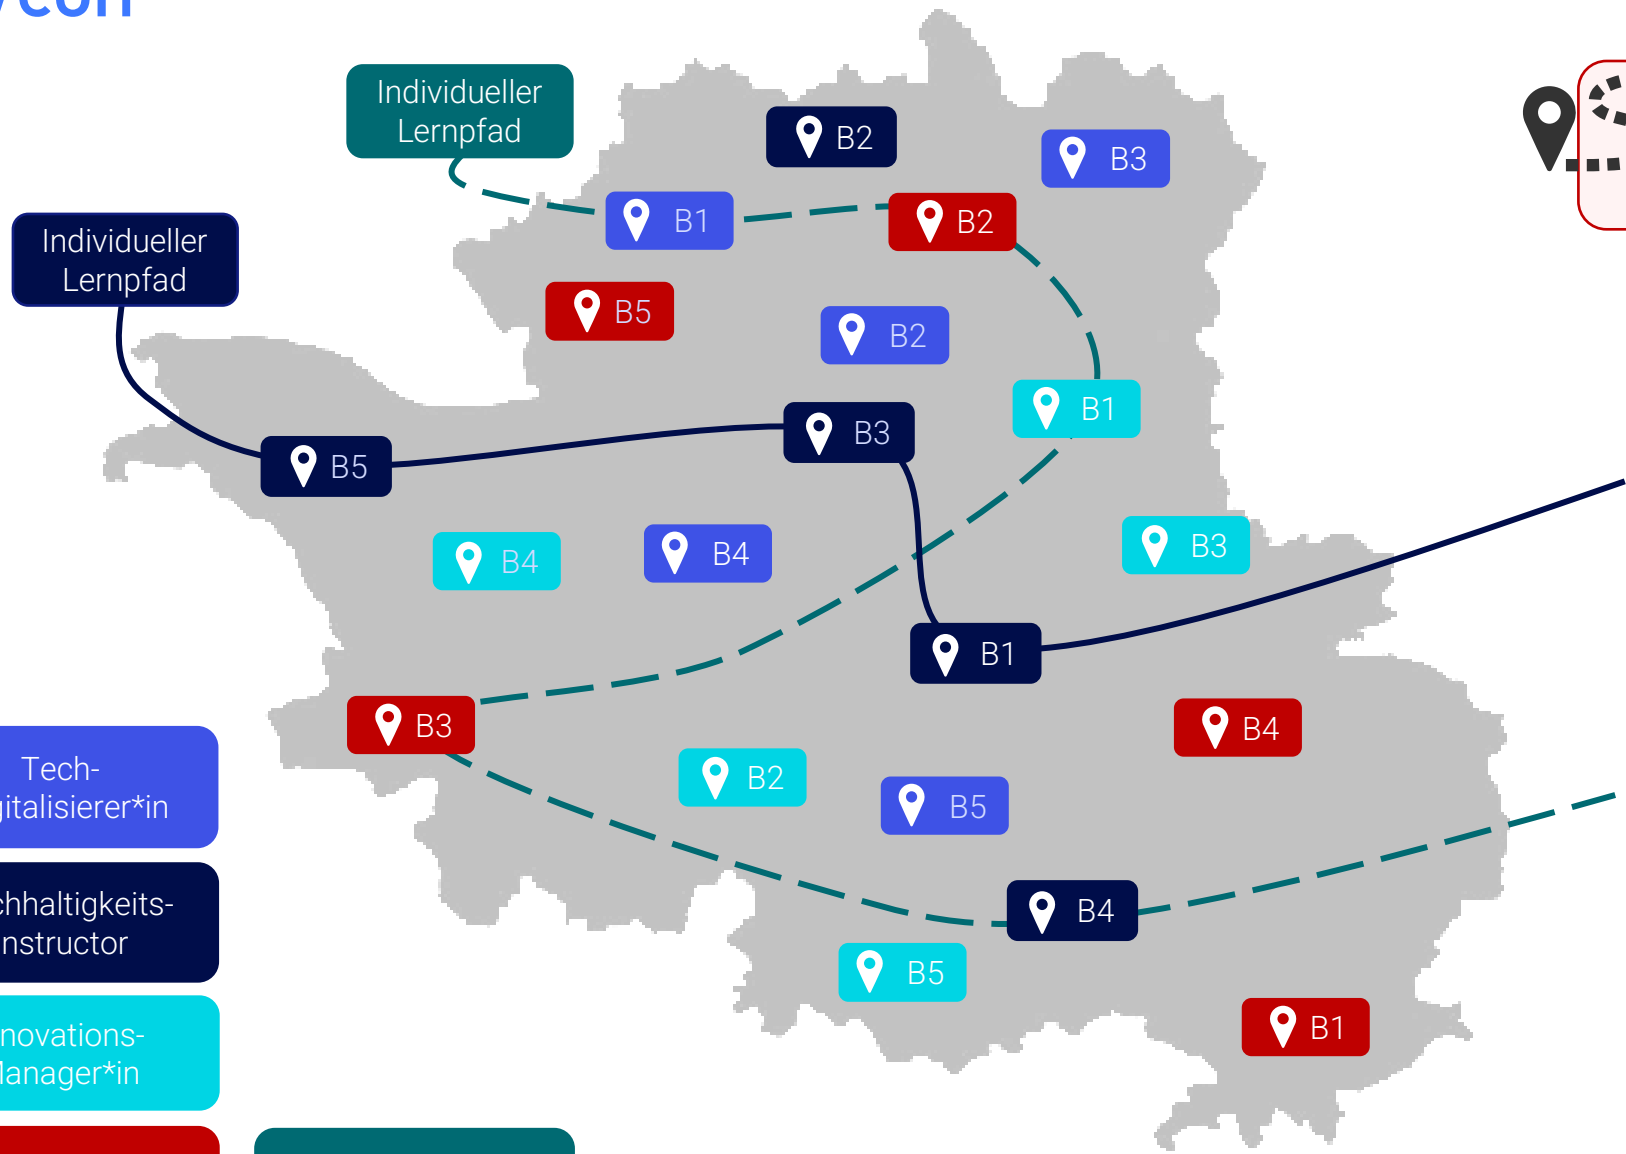 Individueller
Lernpfad
B2
B3
B1
B2
Individueller
Lernpfad
B5
B2
B1
B3
B5
B4
B4
B3
B1
B3
B4
B2
B5
Tech-
gitalisierer*in
B4
chhaltigkeits-
nstructor
B5
B1
novations-
anager*in